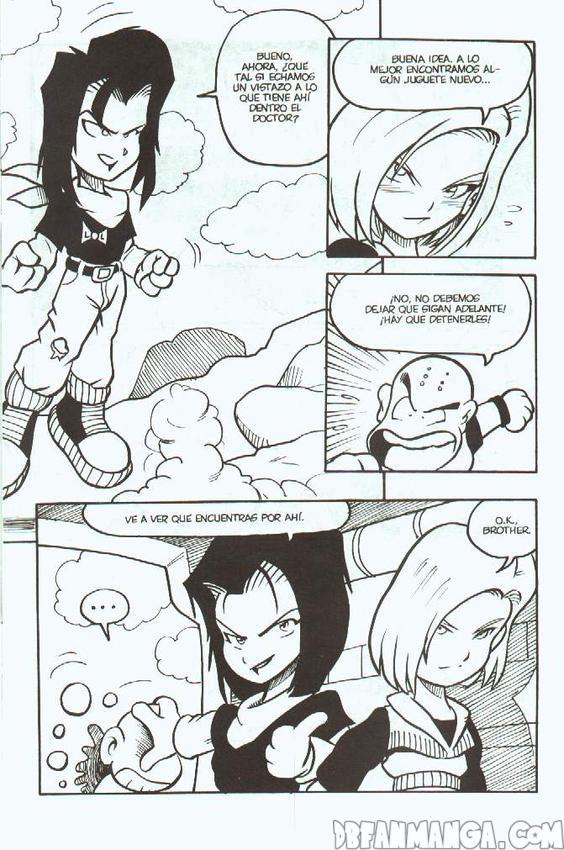 BUENO,
AHORA, ¿QUÉ
TAL SI ECHAMOS
UN VISTAZO A
LO QUE TIENE AHÍ
DENTRO EL
DOCTOR?
BUENA IDEA. A LO
MEJOR ENCONTRAMOS AL-
GÚN JUGUETE NUEVO...
¡NO, NO DEBEMOS
DEJAR QUE SIGAN ADELANTE!
¡HAY QUE DETENERLES!
VE A VER QUE ENCUENTRAS POR AHÍ.
O.K.,
BROTHER.
...
DBFANMANGA.COM